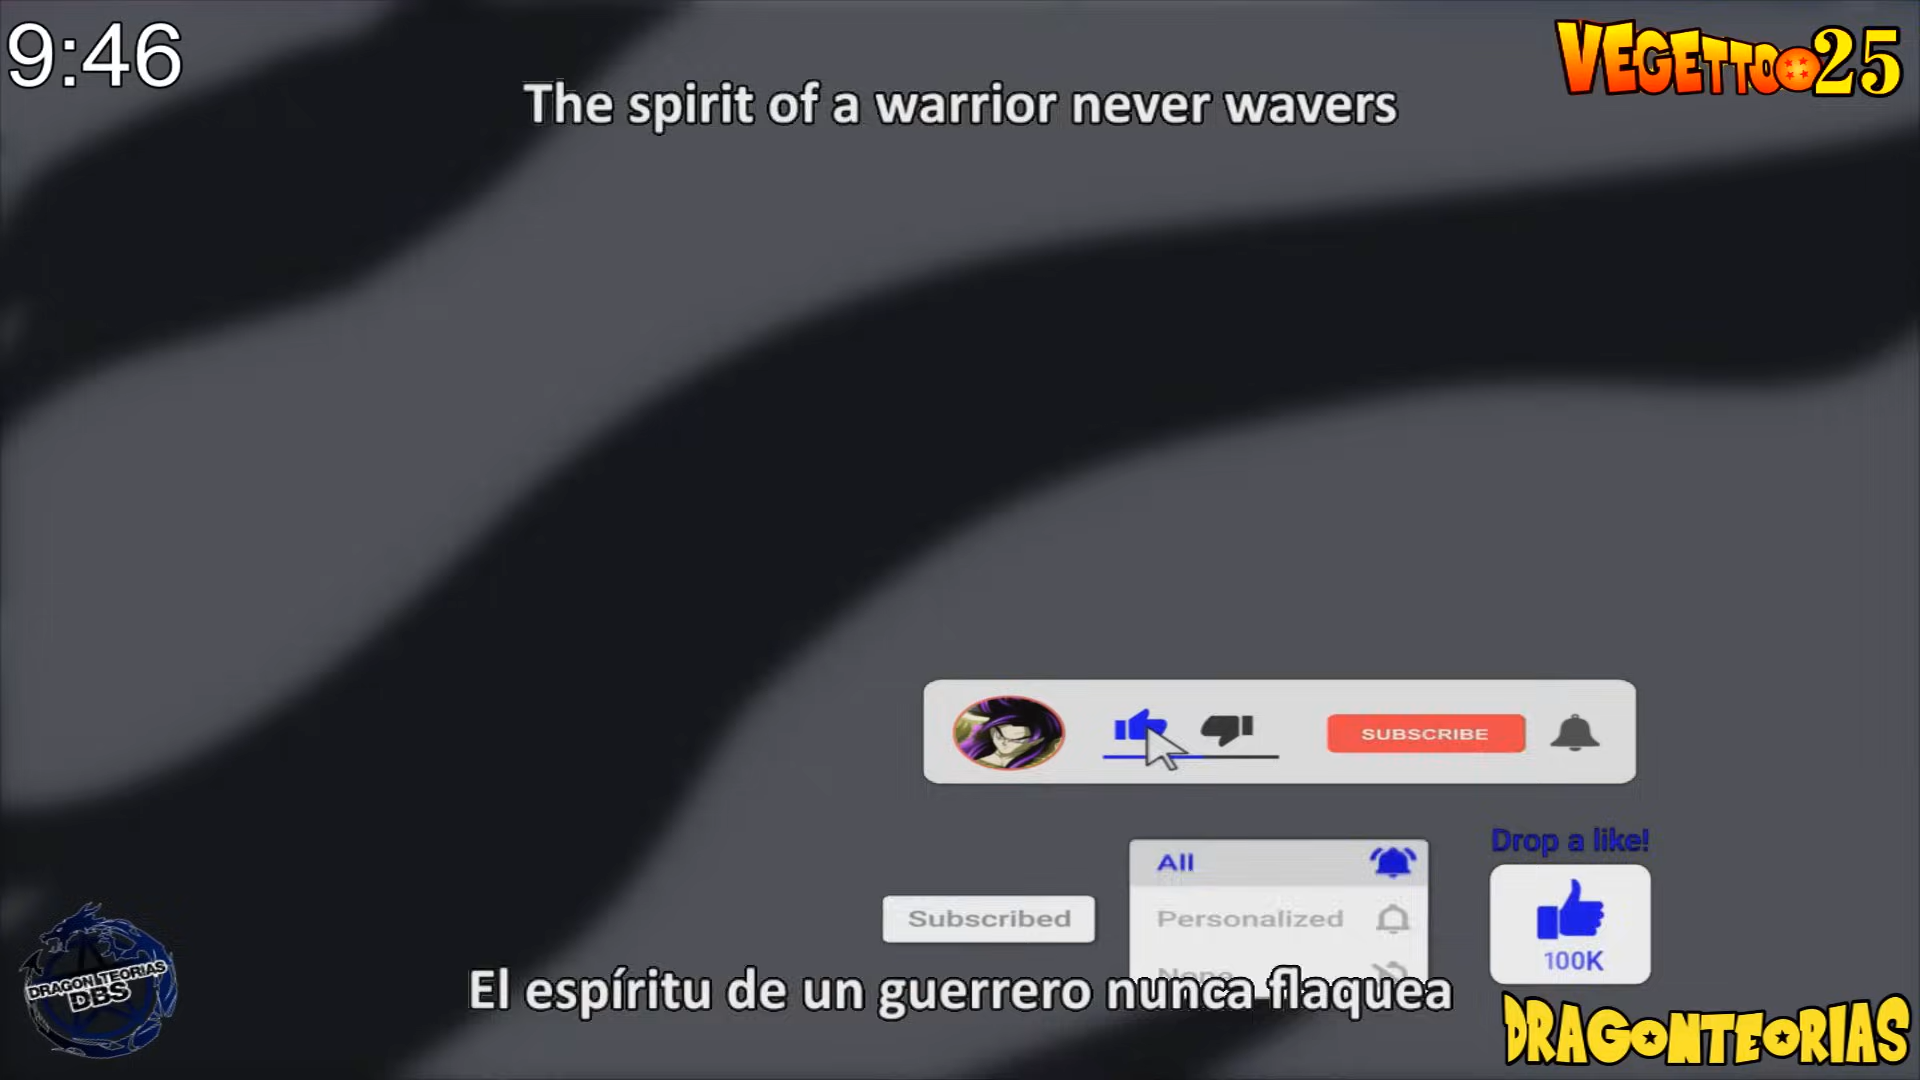 9:46
VEGETTO25
The spirit of a warrior never wavers
SUBSCRIBE
Drop a like!
All
Subscribed
Personalized
None
100K
DRAGON TEORIAS
DBS
El espíritu de un guerrero nunca flaquea
DRAGONTEORIAS